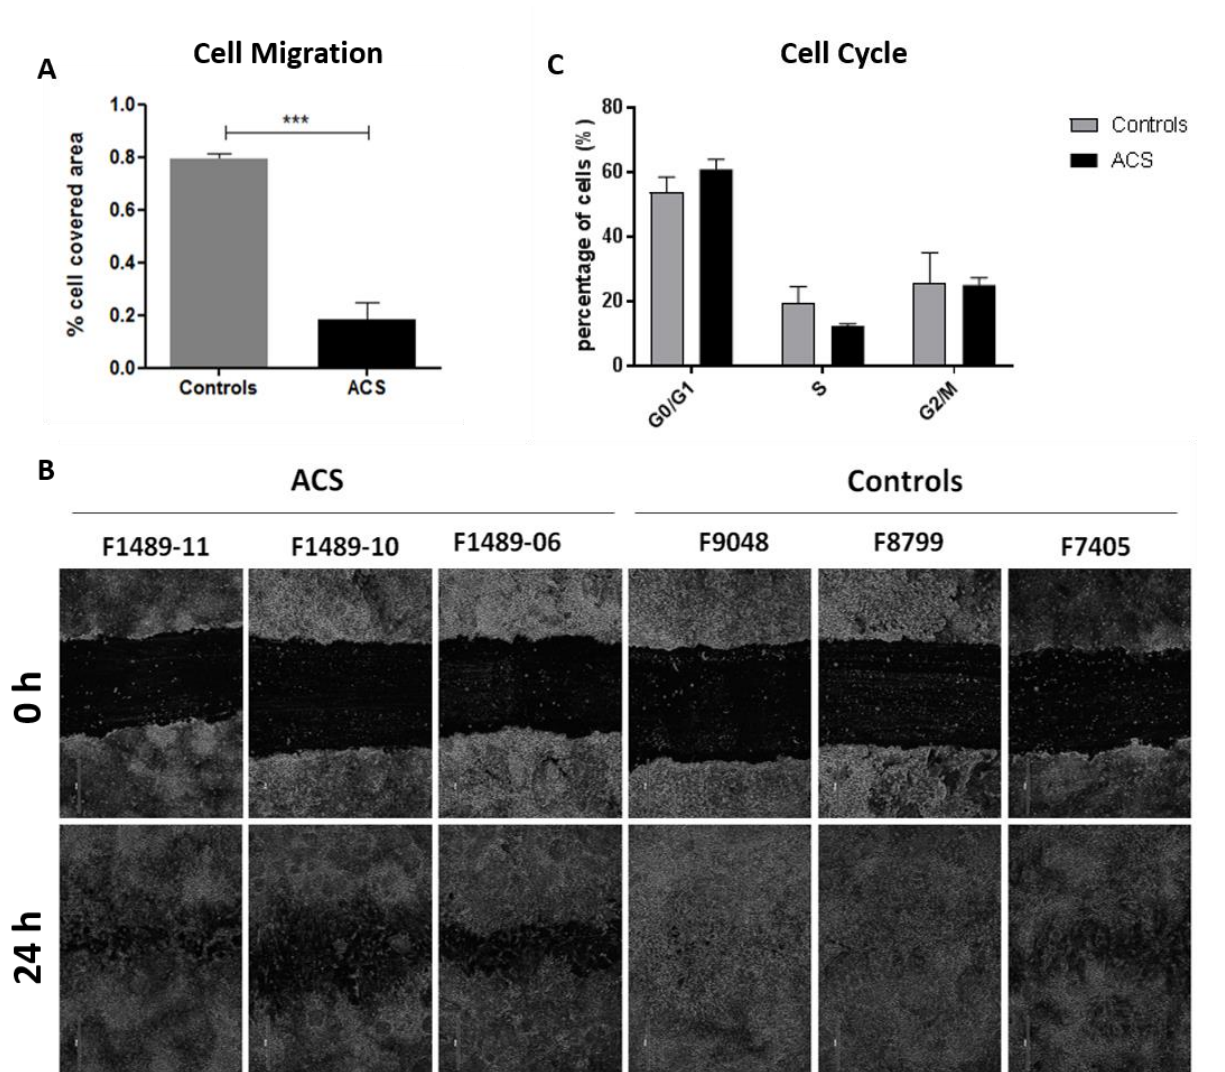 A
Cell Migration
% cell covered area
1.0
0.8
0.6
0.4
0.2
0.0
***
Controls
ACS
C
Cell Cycle
percentage of cells (% )
80
60
40
20
0
G0/G1
S
G2/M
Controls
ACS
B
ACS
Controls
F1489-11
F1489-10
F1489-06
F9048
F8799
F7405
0 h
24 h